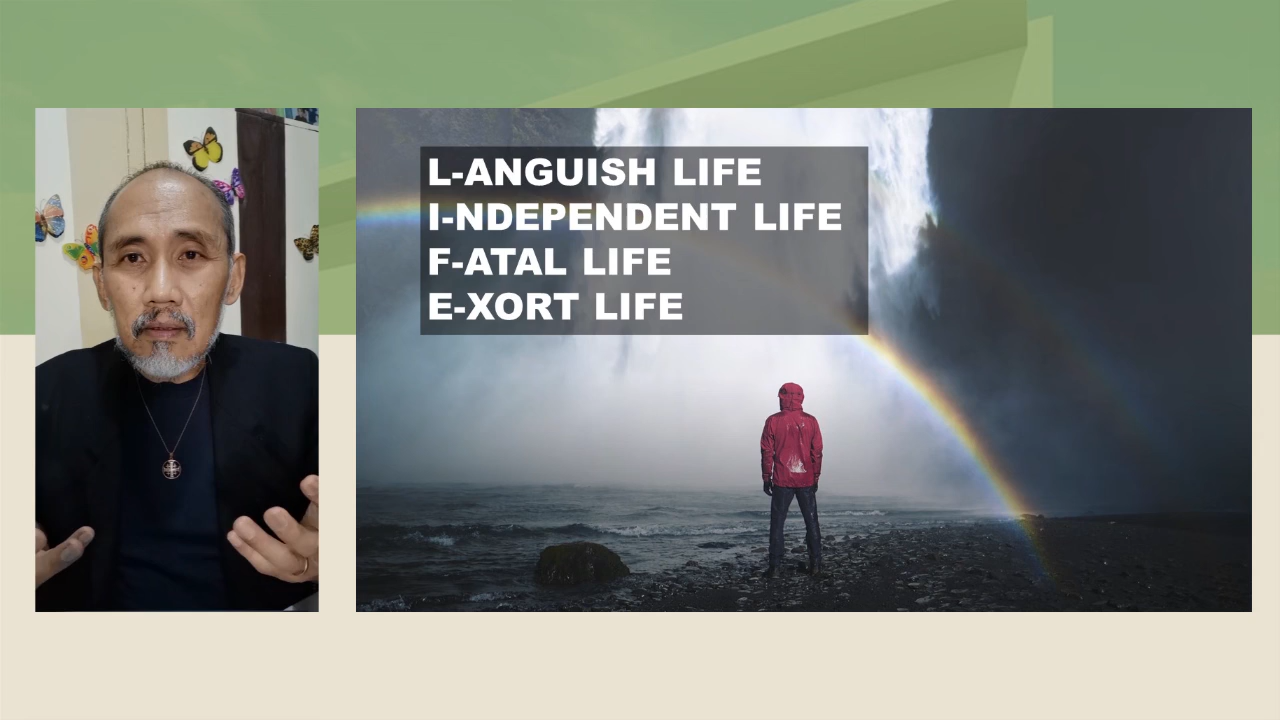 L-ANGUISH LIFE
I-NDEPENDENT LIFE
F-ATAL LIFE
E-XORT LIFE